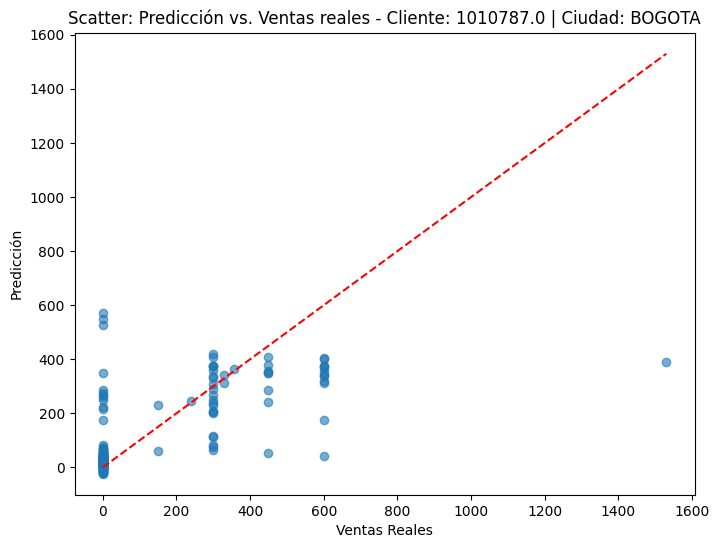 Scatter: Predicción vs. Ventas reales - Cliente: 1010787.0 | Ciudad: BOGOTA
1600
1400
1200
1000
800
600
400
200
0
Predicción
0 200 400 600 800 1000 1200 1400 1600
Ventas Reales